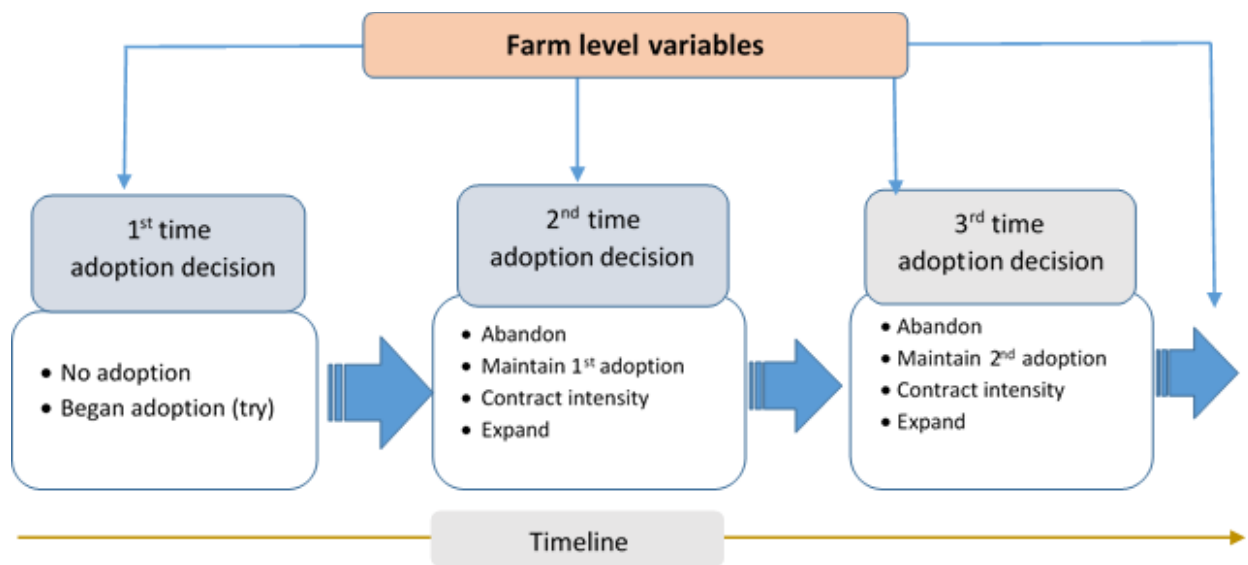 Farm level variables
1st time
adoption decision
• No adoption
• Began adoption (try)
2nd time
adoption decision
• Abandon
• Maintain 1st adoption
• Contract intensity
• Expand
3rd time
adoption decision
• Abandon
• Maintain 2nd adoption
• Contract intensity
• Expand
Timeline